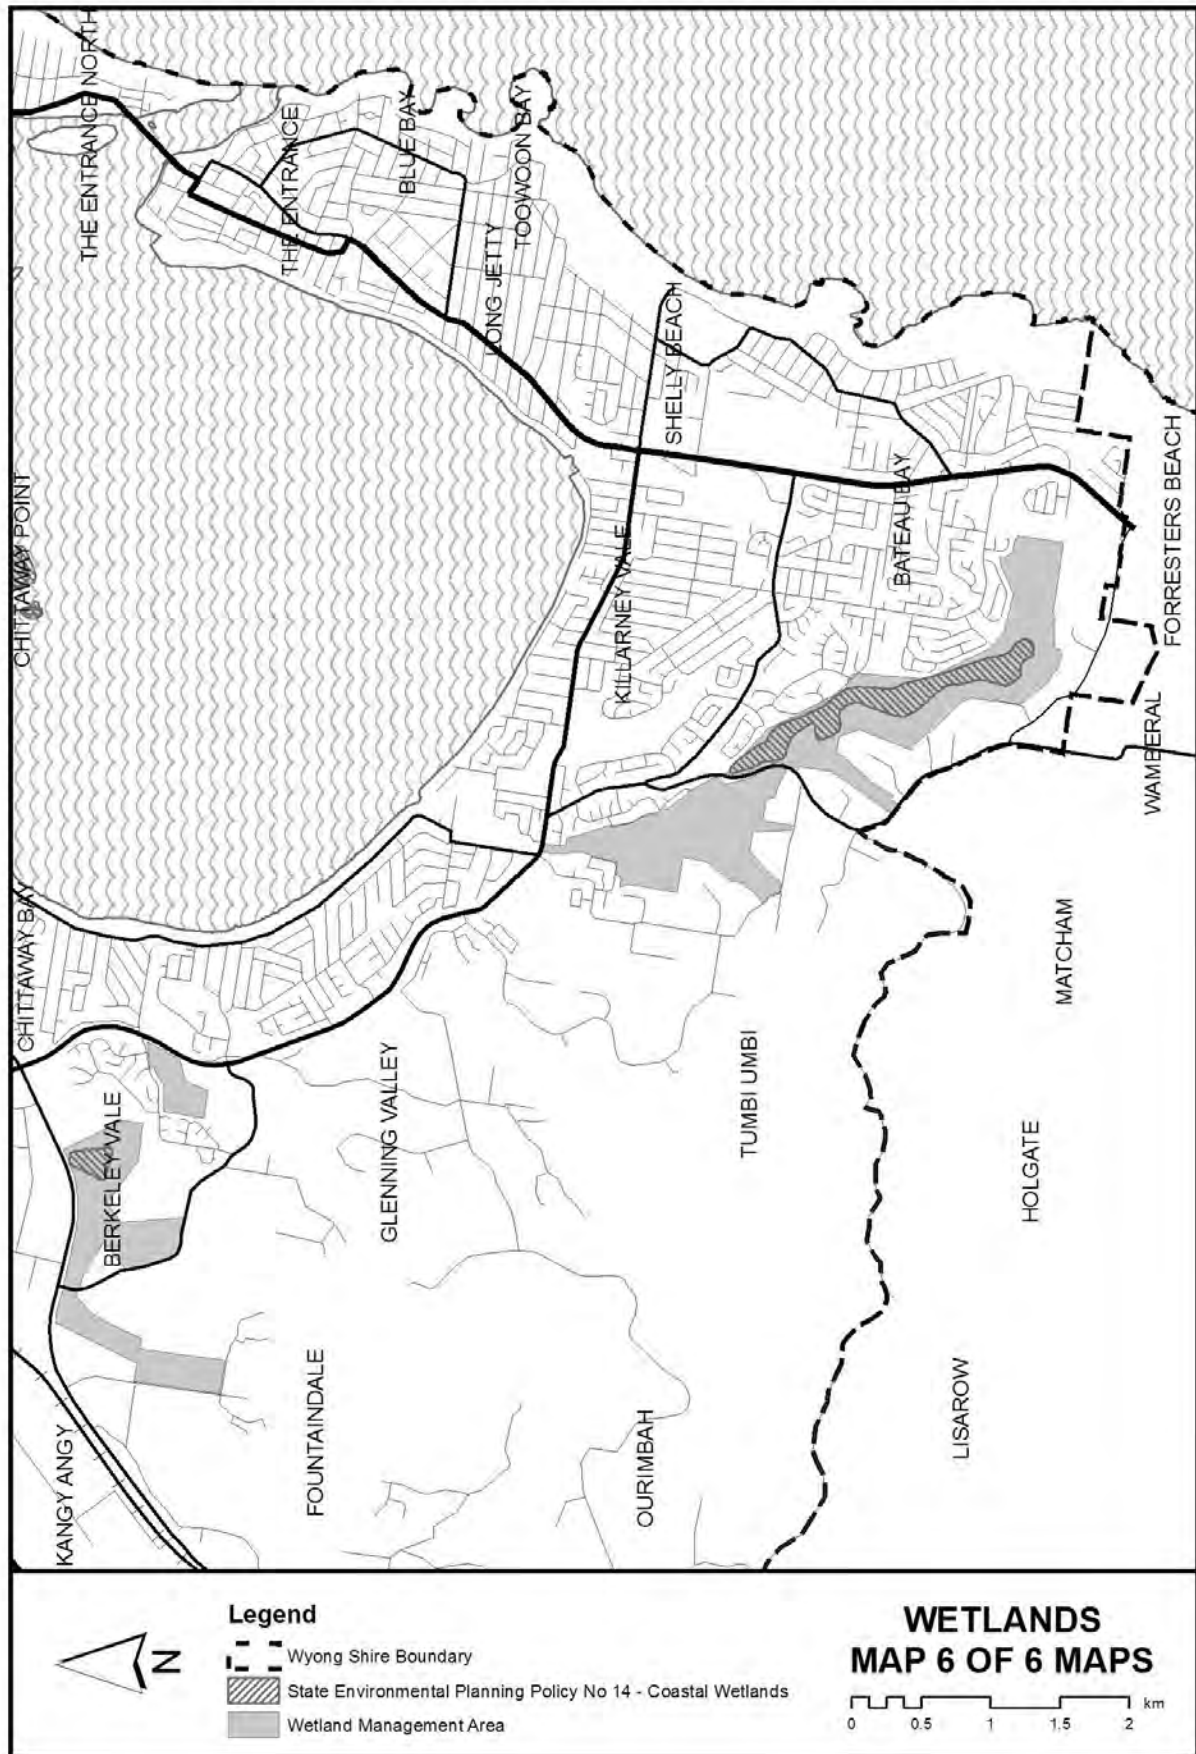 THE ENTRANCE NORTH
THE ENTRANCE
BLUE BAY
TOOWOON BAY
LONG JETTY
SHELLY BEACH
CHITTAWAY POINT
KILLARNEY VALE
BATEAU BAY
FORRESTERS BEACH
WAMBERAL
CHITTAWAY BAY
MATCHAM
BERKELEY VALE
GLENNING VALLEY
TUMBI UMBI
HOLGATE
KANGY ANGY
FOUNTAINDALE
OURIMBAH
LISAROW
N
Legend
Wyong Shire Boundary
State Environmental Planning Policy No 14 - Coastal Wetlands
Wetland Management Area
WETLANDS
MAP 6 OF 6 MAPS
km
0 0.5 1 1.5 2